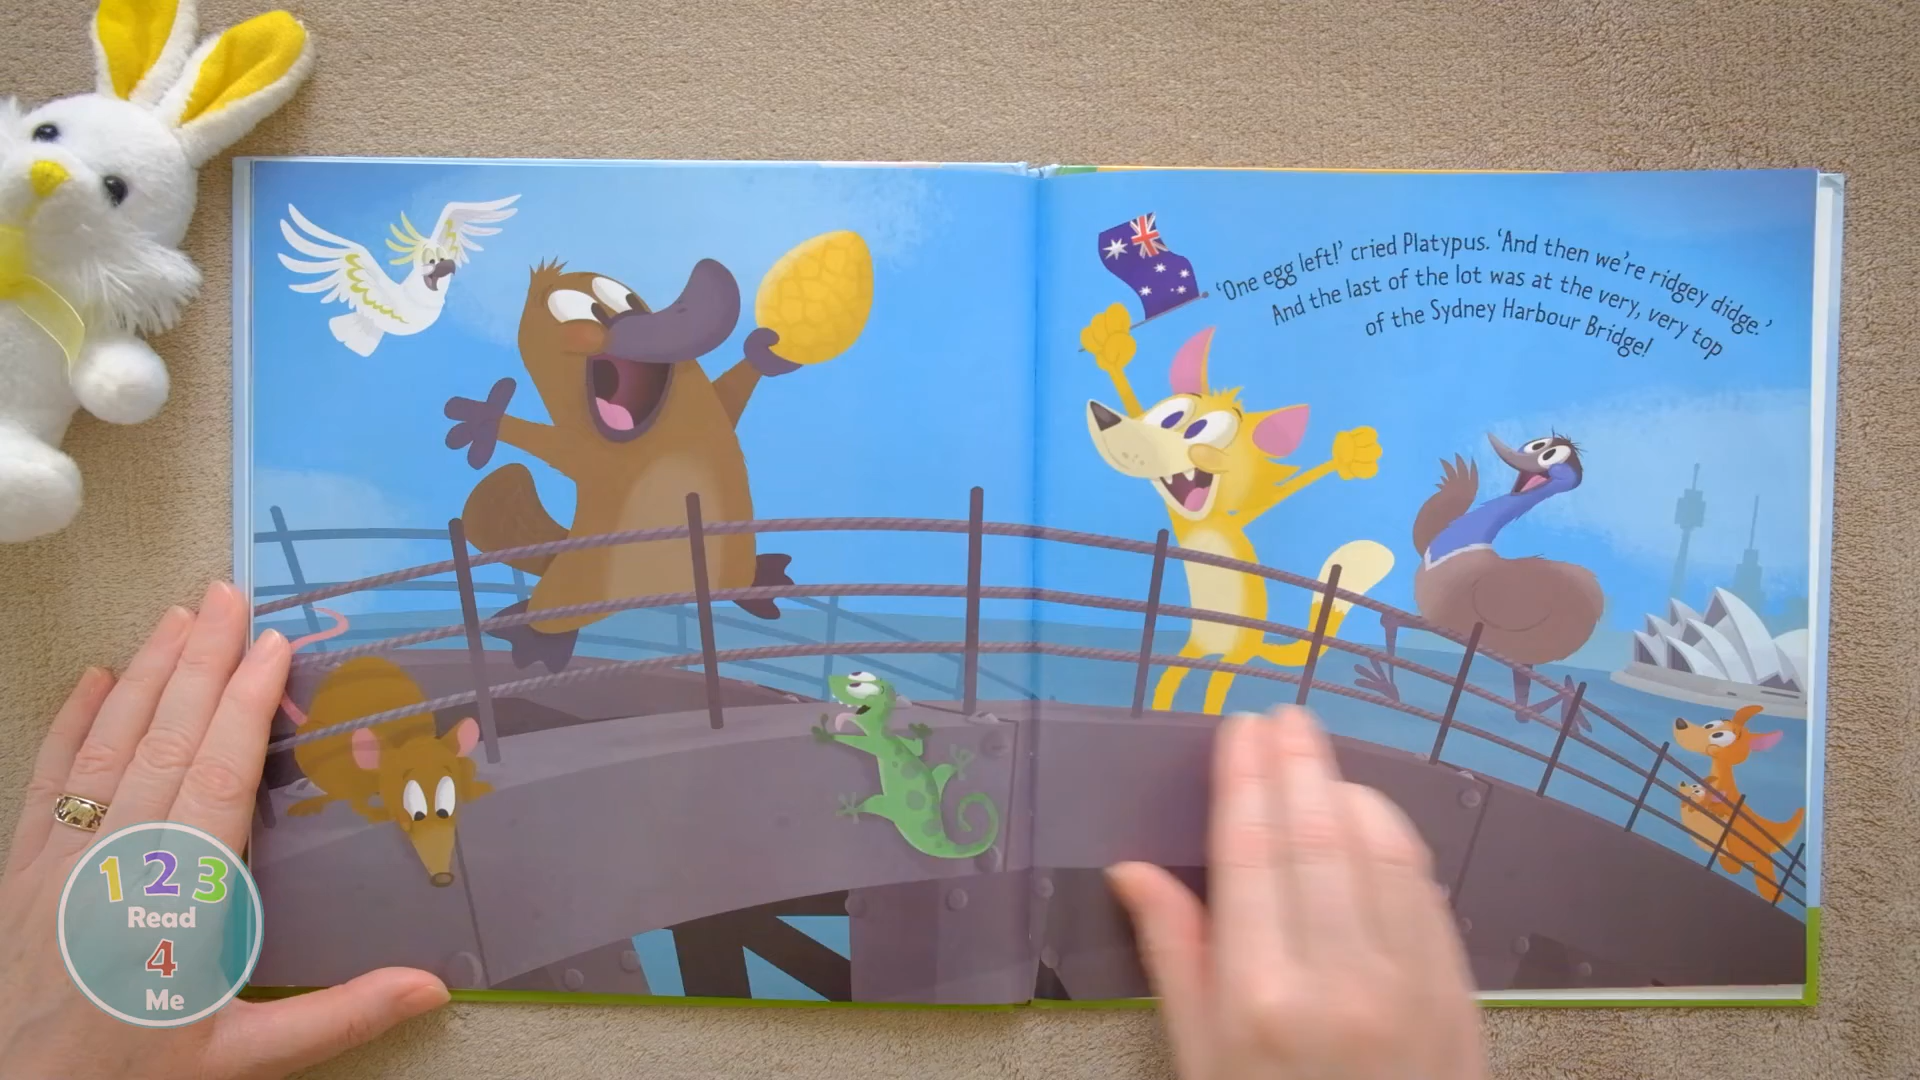 'One egg left!' cried Platypus. 'And then we're ridgey didge.'
And the last of the lot was at the very, very top
of the Sydney Harbour Bridge!
1 2 3
Read
4
Me